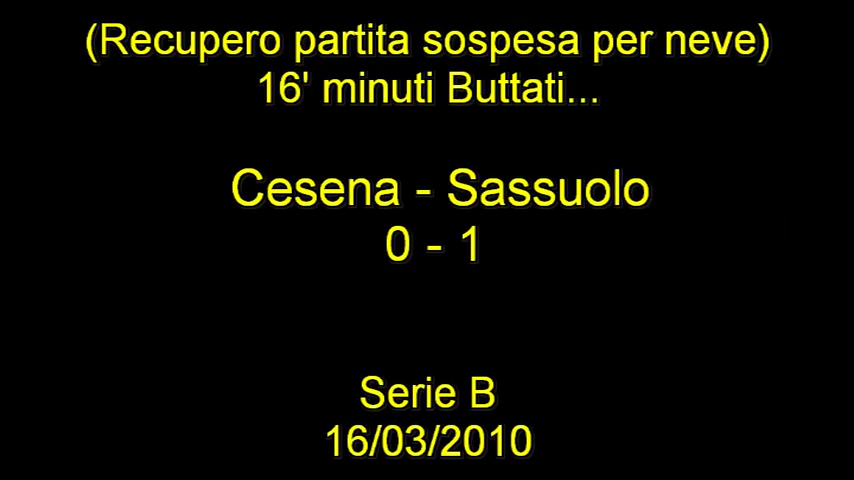 (Recupero partita sospesa per neve)
16' minuti Buttati...
Cesena - Sassuolo
0 - 1
Serie B
16/03/2010